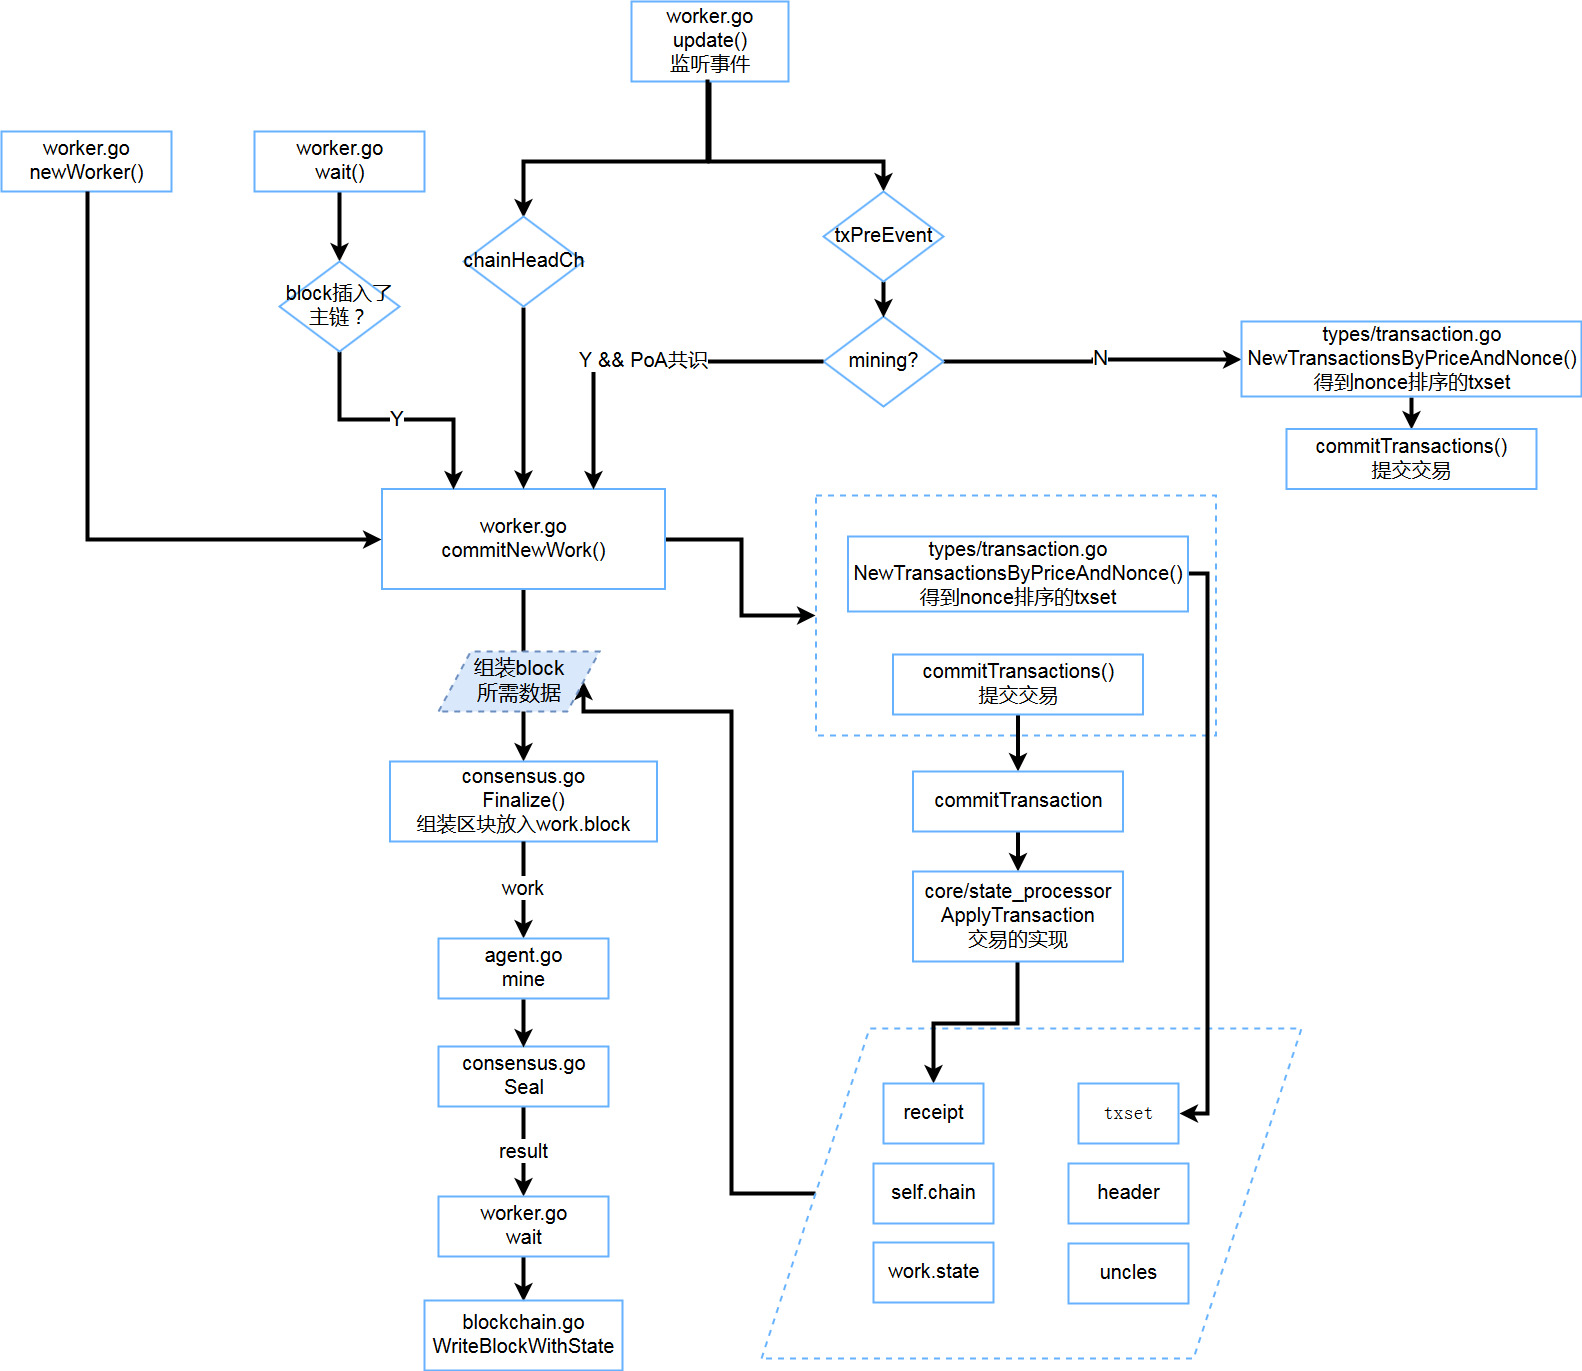 worker.go
update()
监听事件
worker.go
newWorker()
worker.go
wait()
block插入了
主链？
chainHeadCh
txPreEvent
mining?
Y && PoA共识
N
Y
types/transaction.go
NewTransactionsByPriceAndNonce()
得到nonce排序的txset
commitTransactions()
提交交易
worker.go
commitNewWork()
types/transaction.go
NewTransactionsByPriceAndNonce()
得到nonce排序的txset
commitTransactions()
提交交易
组装block
所需数据
consensus.go
Finalize()
组装区块放入work.block
work
agent.go
mine
consensus.go
Seal
result
worker.go
wait
blockchain.go
WriteBlockWithState
commitTransaction
core/state_processor
ApplyTransaction
交易的实现
receipt
txset
self.chain
header
work.state
uncles